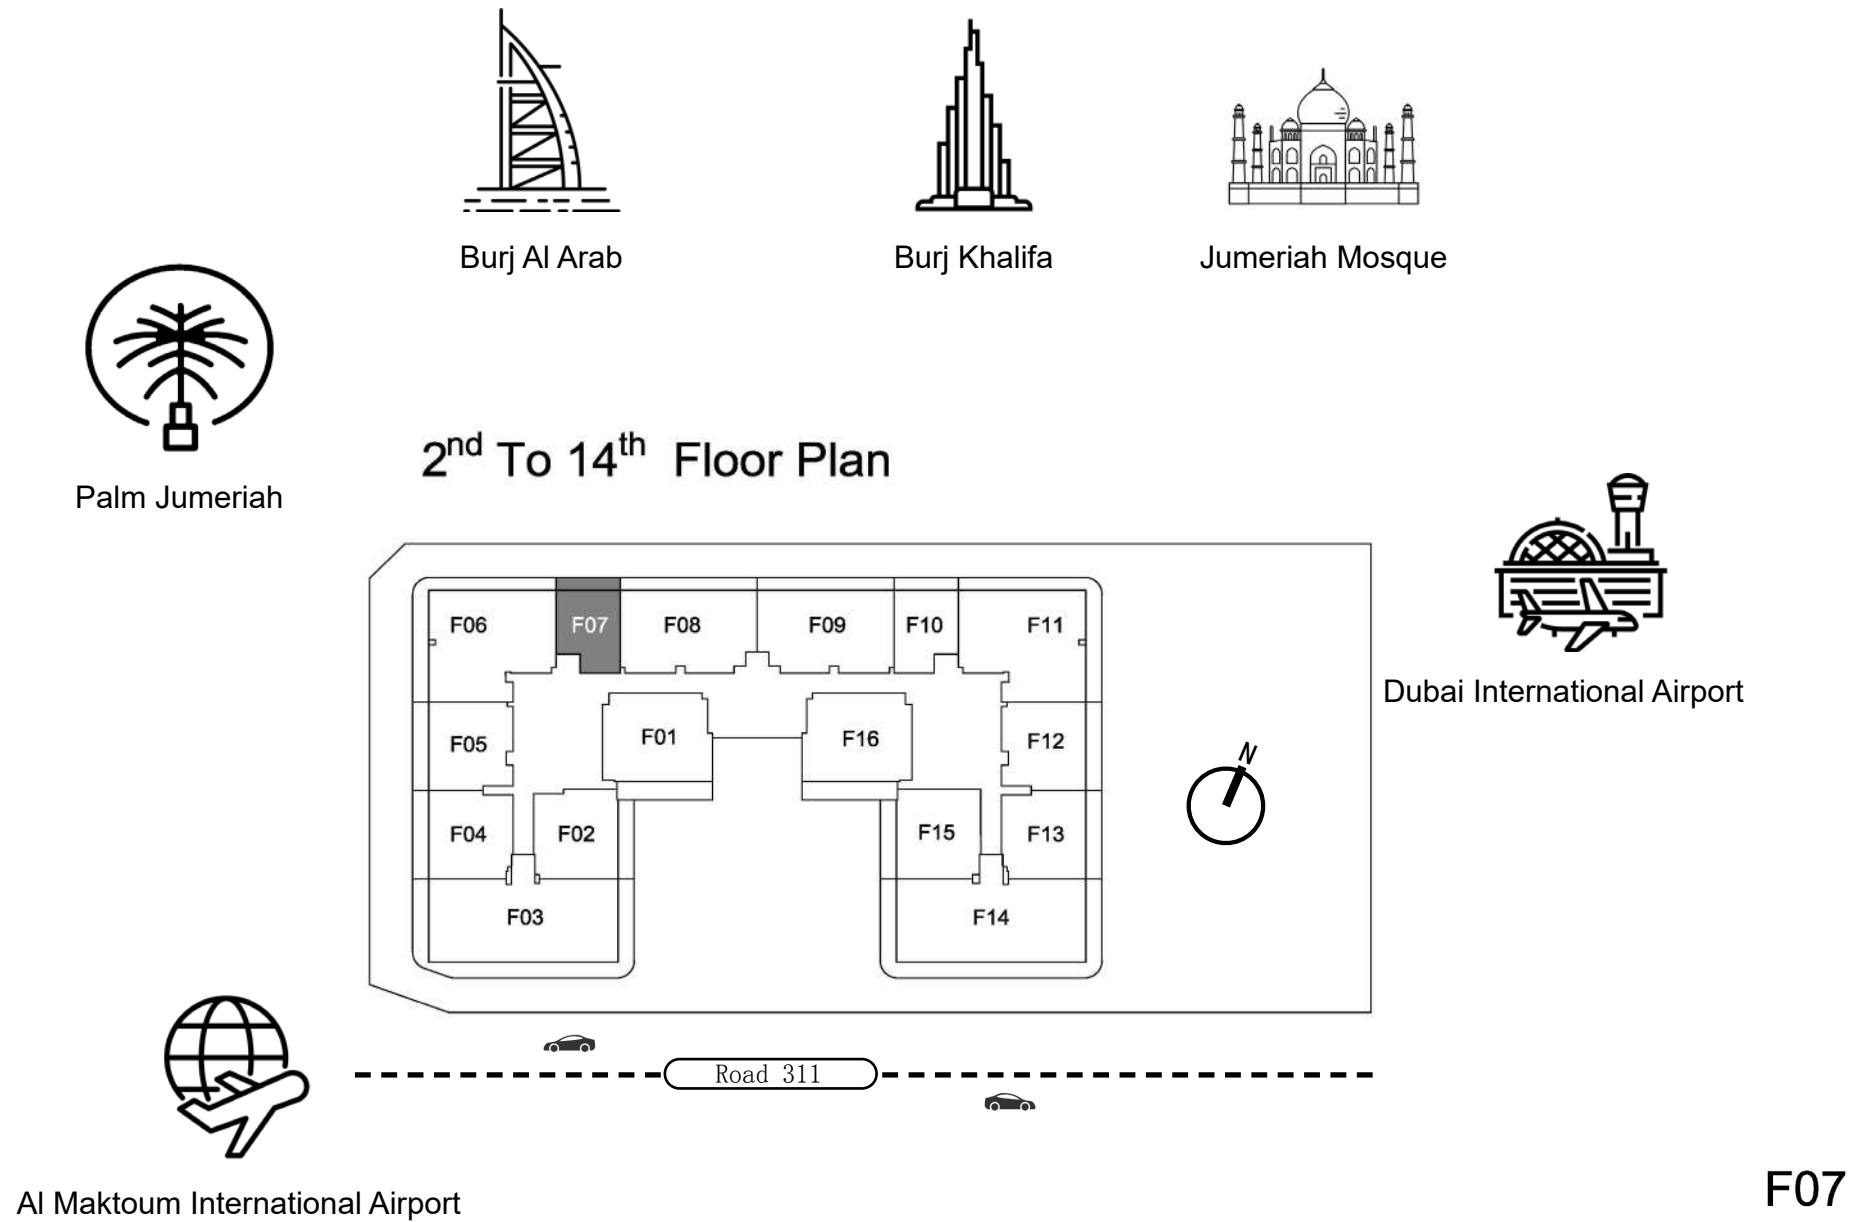 Burj Al Arab
Burj Khalifa
Jumeriah Mosque
Palm Jumeriah
2nd To 14th Floor Plan
Dubai International Airport
F06
F07
F08
F09
F10
F11
F05
F01
F16
F12
N
F04
F02
F15
F13
F03
F14
Road 311
Al Maktoum International Airport
F07